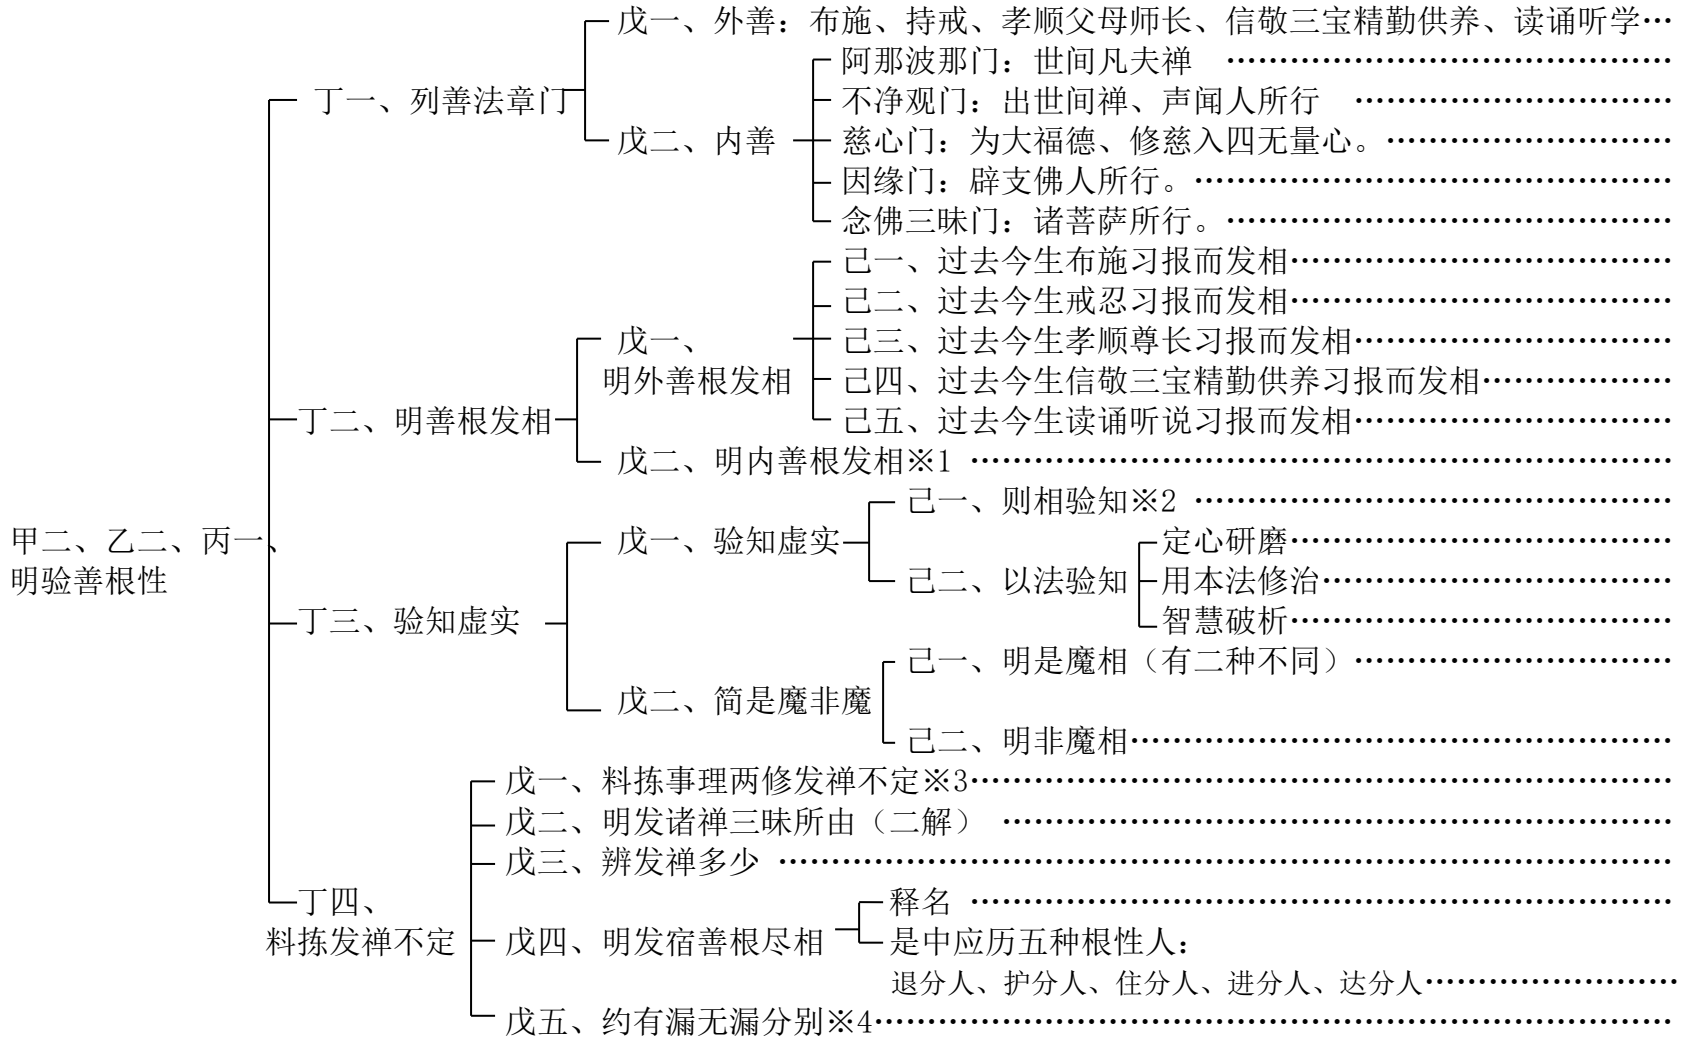 戊一、外善：布施、持戒、孝顺父母师长、信敬三宝精勤供养、读诵听学…
阿那波那门：世间凡夫禅 ……………………………………
丁一、列善法章门
不净观门：出世间禅、声闻人所行 …………………………
戊二、内善
慈心门：为大福德、修慈入四无量心。………………………
因缘门：辟支佛人所行。………………………………………
念佛三昧门：诸菩萨所行。……………………………………
己一、过去今生布施习报而发相………………………………
己二、过去今生戒忍习报而发相………………………………
戊一、
明外善根发相
己三、过去今生孝顺尊长习报而发相…………………………
己四、过去今生信敬三宝精勤供养习报而发相………………
丁二、明善根发相
己五、过去今生读诵听说习报而发相…………………………
戊二、明内善根发相※1 …………………………………………
甲二、乙二、丙一、
明验善根性
己一、则相验知※2 ………………………………………
戊一、验知虚实
定心研磨………………………………
己二、以法验知
用本法修治……………………………
丁三、验知虚实
智慧破析………………………………
己一、明是魔相（有二种不同）…………………………
戊二、简是魔非魔
己二、明非魔相……………………………………………
戊一、料拣事理两修发禅不定※3…………………………………………
戊二、明发诸禅三昧所由（二解） ………………………………………
戊三、辨发禅多少 …………………………………………………………
丁四、
料拣发禅不定
释名 …………………………………………
戊四、明发宿善根尽相
是中应历五种根性人：
退分人、护分人、住分人、进分人、达分人……………………
戊五、约有漏无漏分别※4…………………………………………………